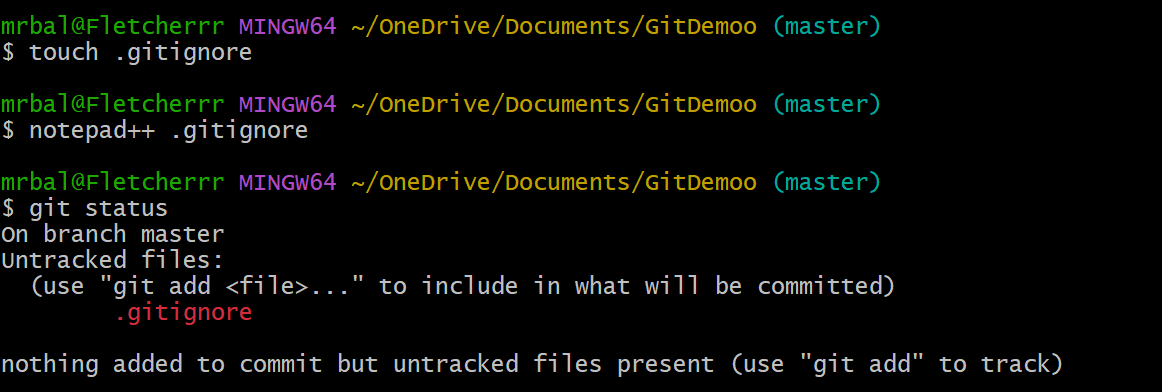 mrbal@Fletcherrr MINGW64 ~/OneDrive/Documents/GitDemoo (master)
$ touch .gitignore
mrbal@Fletcherrr MINGW64 ~/OneDrive/Documents/GitDemoo (master)
$ notepad++ .gitignore
mrbal@Fletcherrr MINGW64 ~/OneDrive/Documents/GitDemoo (master)
$ git status
On branch master
Untracked files:
  (use "git add <file>..." to include in what will be committed)
        .gitignore
nothing added to commit but untracked files present (use "git add" to track)